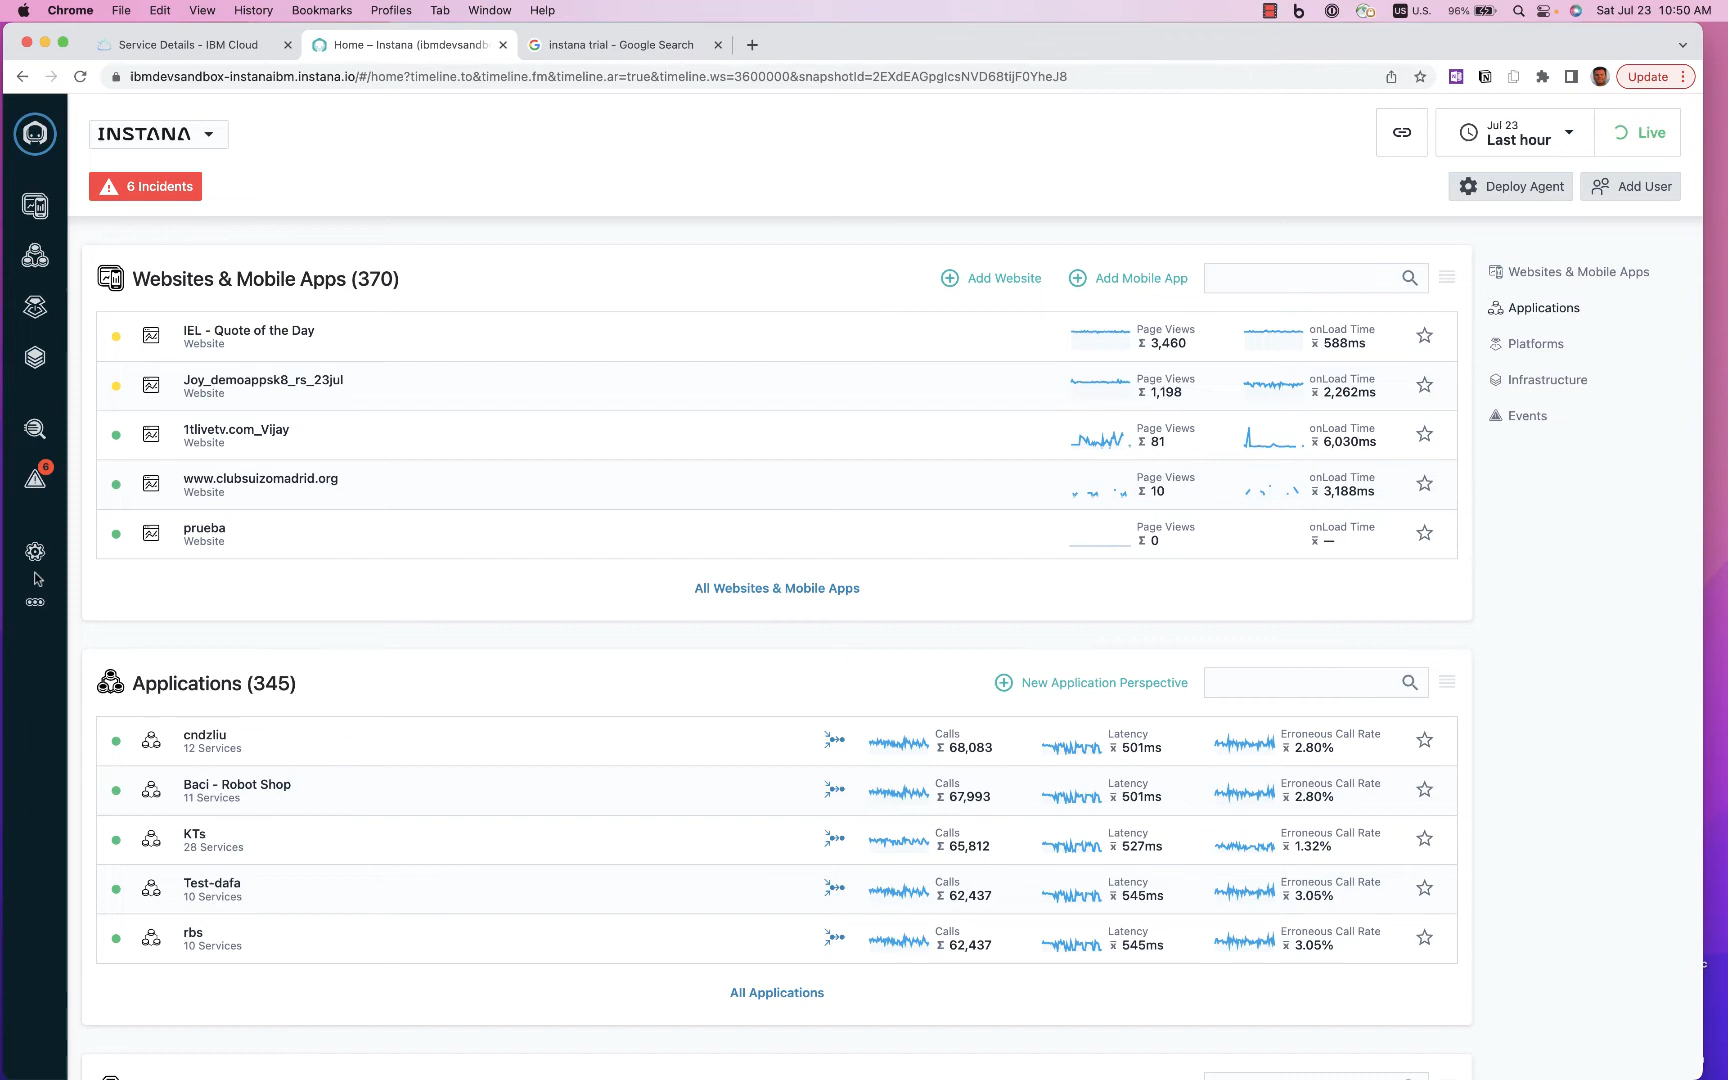 Chrome File Edit View History Bookmarks Profiles Tab Window Help US U.S. 96% Sat Jul 23 10:50 AM
Service Details - IBM Cloud
Home – Instana (ibmdevsandb
instana trial - Google Search
ibmdevsandbox-instanaibm.instana.io/#/home?timeline.to&timeline.fm&timeline.ar=true&timeline.ws=3600000&snapshotId=2EXdEAGpglcsNVD68tijF0YheJ8
Update
INSTANA
Jul 23
Last hour
Live
6 Incidents
Deploy Agent
Add User
Websites & Mobile Apps (370)
Add Website
Add Mobile App
IEL - Quote of the Day
Website
Page Views
Σ 3,460
onLoad Time
x̄ 588ms
Joy_demoappsk8_rs_23jul
Website
Page Views
Σ 1,198
onLoad Time
x̄ 2,262ms
1tlivetv.com_Vijay
Website
Page Views
Σ 81
onLoad Time
x̄ 6,030ms
www.clubsuizomadrid.org
Website
Page Views
Σ 10
onLoad Time
x̄ 3,188ms
prueba
Website
Page Views
Σ 0
onLoad Time
x̄ —
All Websites & Mobile Apps
Websites & Mobile Apps
Applications
Platforms
Infrastructure
Events
6
Applications (345)
New Application Perspective
cndzliu
12 Services
Calls
Σ 68,083
Latency
x̄ 501ms
Erroneous Call Rate
x̄ 2.80%
Baci - Robot Shop
11 Services
Calls
Σ 67,993
Latency
x̄ 501ms
Erroneous Call Rate
x̄ 2.80%
KTs
28 Services
Calls
Σ 65,812
Latency
x̄ 527ms
Erroneous Call Rate
x̄ 1.32%
Test-dafa
10 Services
Calls
Σ 62,437
Latency
x̄ 545ms
Erroneous Call Rate
x̄ 3.05%
rbs
10 Services
Calls
Σ 62,437
Latency
x̄ 545ms
Erroneous Call Rate
x̄ 3.05%
All Applications